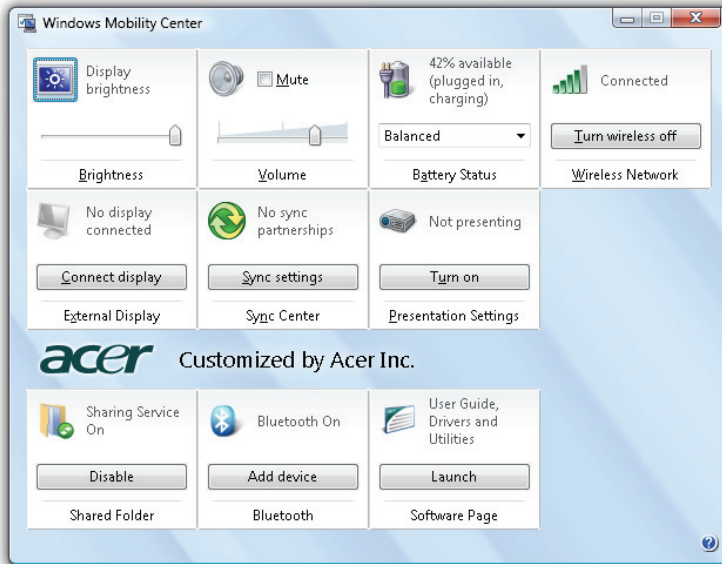 Windows Mobility Center
Display
brightness
Brightness
Mute
Volume
42% available
(plugged in,
charging)
Balanced
Battery Status
Connected
Turn wireless off
Wireless Network
No display
connected
Connect display
External Display
No sync
partnerships
Sync settings
Sync Center
Not presenting
Turn on
Presentation Settings
acer Customized by Acer Inc.
Sharing Service
On
Disable
Shared Folder
Bluetooth On
Add device
Bluetooth
User Guide,
Drivers and
Utilities
Launch
Software Page